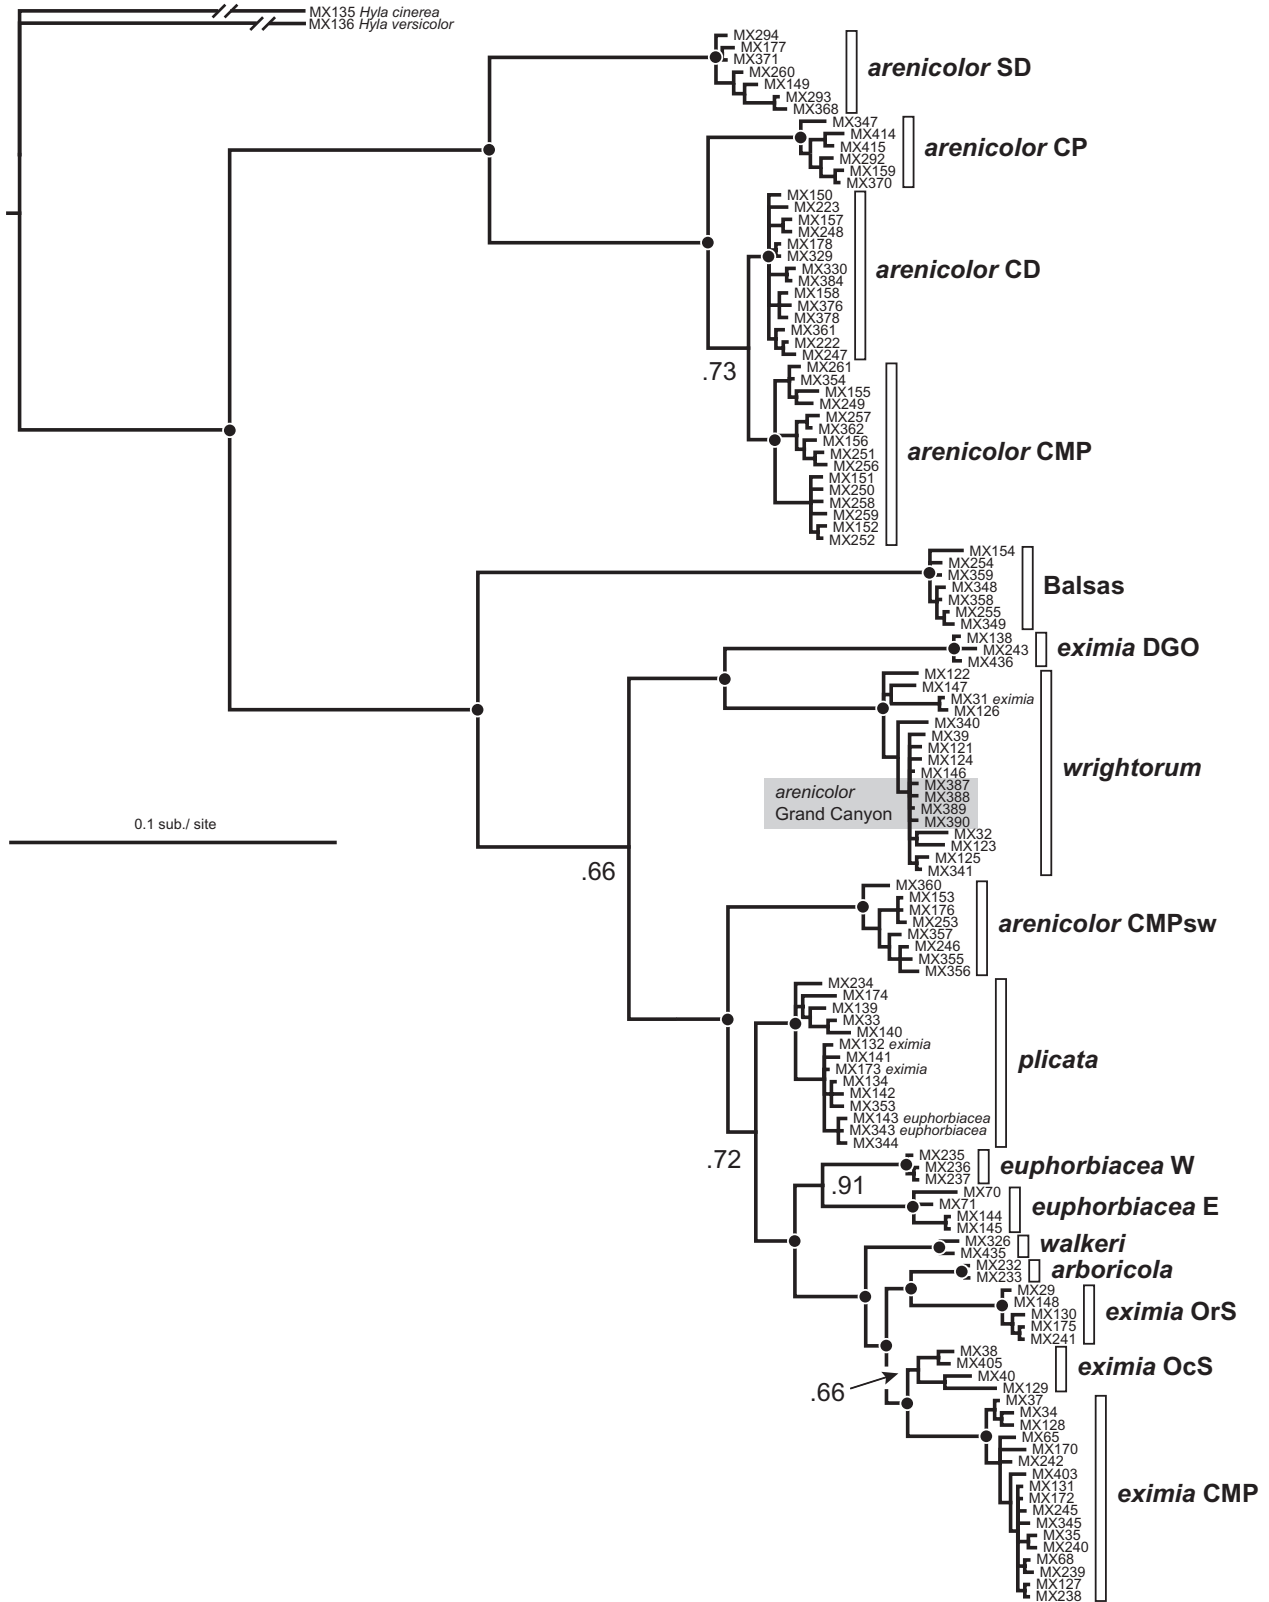 MX135 Hyla cinerea
MX136 Hyla versicolor
MX294
MX177
MX371
MX260
MX149
MX293
MX368
arenicolor SD
MX347
MX414
MX415
MX292
MX159
MX370
arenicolor CP
MX150
MX223
MX157
MX248
MX178
MX329
MX330
MX384
MX158
MX376
MX378
MX361
MX222
MX247
arenicolor CD
.73
MX261
MX354
MX155
MX249
MX257
MX362
MX156
MX251
MX256
MX151
MX250
MX258
MX259
MX152
MX252
arenicolor CMP
MX154
MX254
MX359
MX348
MX358
MX255
MX349
Balsas
MX138
MX243
MX436
eximia DGO
MX122
MX147
MX31 eximia
MX126
MX340
MX39
MX121
MX124
MX146
MX387
MX388
MX389
MX390
MX32
MX123
MX125
MX341
wrightorum
arenicolor
Grand Canyon
0.1 sub./ site
.66
MX360
MX153
MX176
MX253
MX357
MX246
MX355
MX356
arenicolor CMPsw
MX234
MX174
MX139
MX33
MX140
MX132 eximia
MX141
MX173 eximia
MX134
MX142
MX353
MX143 euphorbiacea
MX343 euphorbiacea
MX344
plicata
.72
MX235
MX236
MX237
euphorbiacea W
.91
MX70
MX71
MX144
MX145
euphorbiacea E
MX326
MX435
walkeri
MX232
MX233
arboricola
MX29
MX148
MX130
MX175
MX241
eximia OrS
MX38
MX405
MX40
MX129
eximia OcS
.66
MX37
MX34
MX128
MX65
MX170
MX242
MX403
MX131
MX172
MX245
MX345
MX35
MX240
MX68
MX239
MX127
MX238
eximia CMP